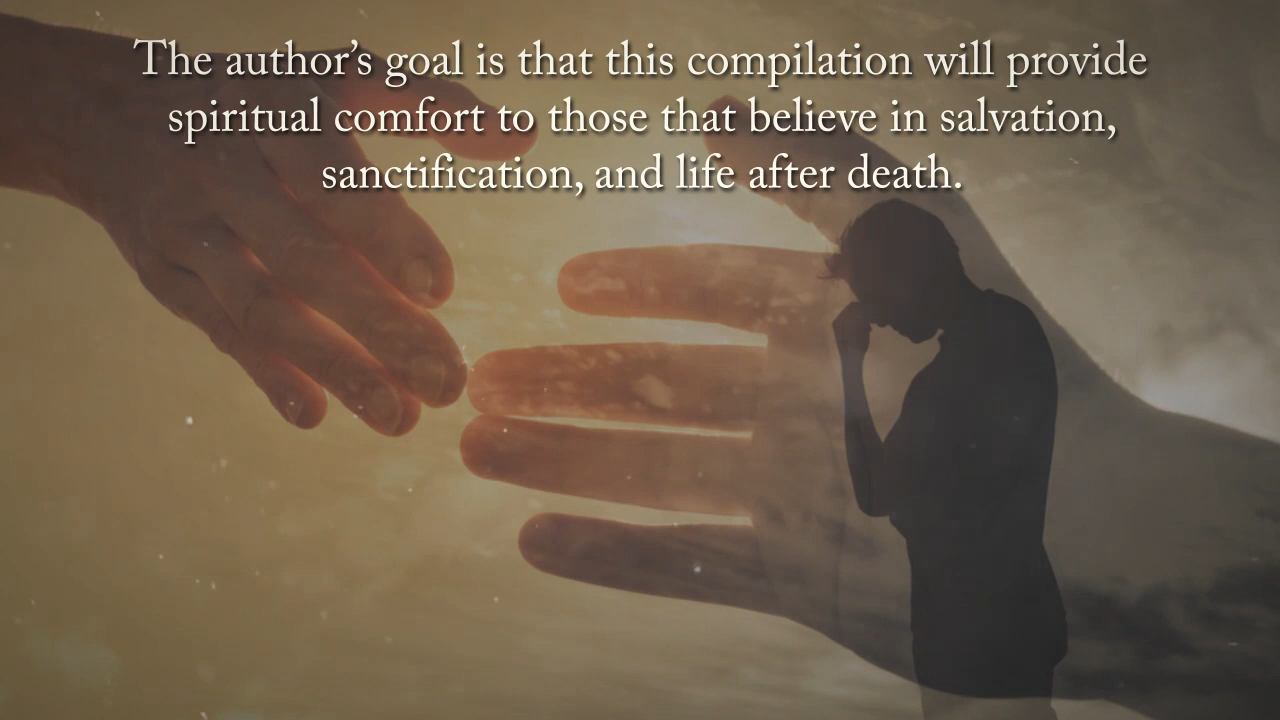 The author’s goal is that this compilation will provide
spiritual comfort to those that believe in salvation,
sanctification, and life after death.